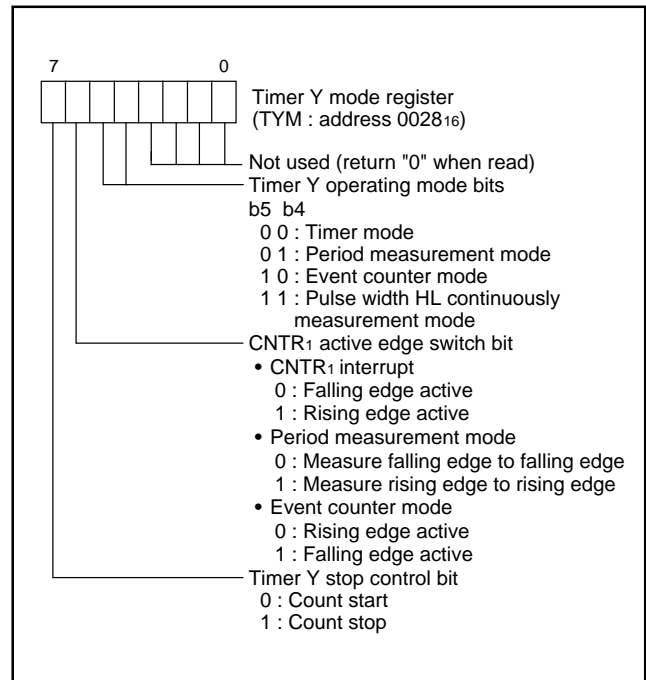 7 0
Timer Y mode register
(TYM : address 002816)
Not used (return "0" when read)
Timer Y operating mode bits
b5 b4
0 0 : Timer mode
0 1 : Period measurement mode
1 0 : Event counter mode
1 1 : Pulse width HL continuously
measurement mode
CNTR1 active edge switch bit
• CNTR1 interrupt
0 : Falling edge active
1 : Rising edge active
• Period measurement mode
0 : Measure falling edge to falling edge
1 : Measure rising edge to rising edge
• Event counter mode
0 : Rising edge active
1 : Falling edge active
Timer Y stop control bit
0 : Count start
1 : Count stop